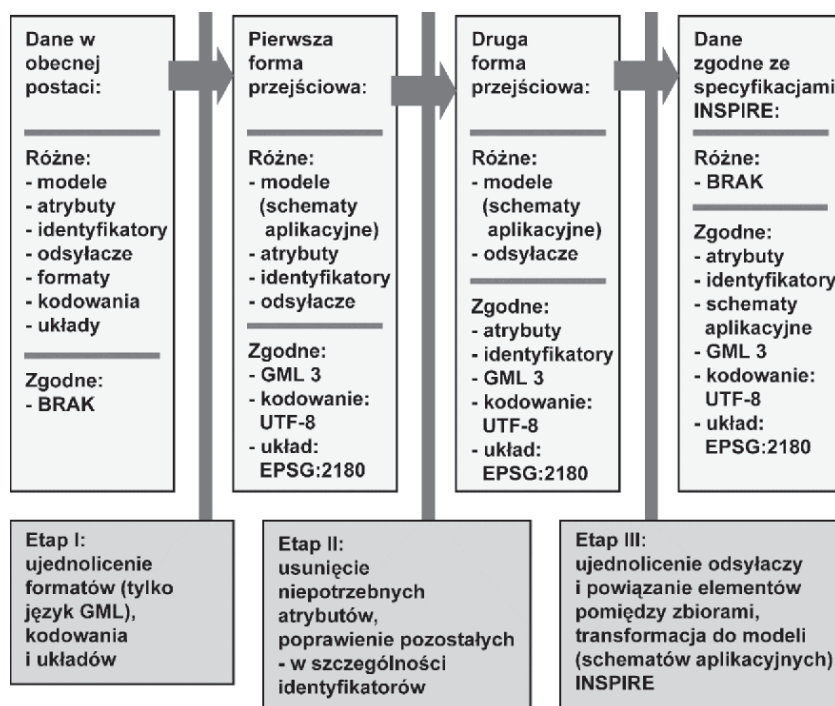 Dane w
obecnej
postaci:
Różne:
- modele
- atrybuty
- identyfikatory
- odsyłacze
- formaty
- kodowania
- układy
Zgodne:
- BRAK
Pierwsza
forma
przejściowa:
Różne:
- modele
(schematy
aplikacyjne)
- atrybuty
- identyfikatory
- odsyłacze
Zgodne:
- GML 3
- kodowanie:
UTF-8
- układ:
EPSG:2180
Druga
forma
przejściowa:
Różne:
- modele
(schematy
aplikacyjne)
- odsyłacze
Zgodne:
- atrybuty
- identyfikatory
- GML 3
- kodowanie:
UTF-8
- układ:
EPSG:2180
Dane
zgodne ze
specyfikacjami
INSPIRE:
Różne:
- BRAK
Zgodne:
- atrybuty
- identyfikatory
- schematy
aplikacyjne
- GML 3
- kodowanie:
UTF-8
- układ:
EPSG:2180
Etap I:
ujednolicenie
formatów (tylko
język GML),
kodowania
i układów
Etap II:
usunięcie
niepotrzebnych
atrybutów,
poprawienie pozostałych
- w szczególności
identyfikatorów
Etap III:
ujednolicenie odsyłaczy
i powiązanie elementów
pomiędzy zbiorami,
transformacja do modeli
(schematów aplikacyjnych)
INSPIRE